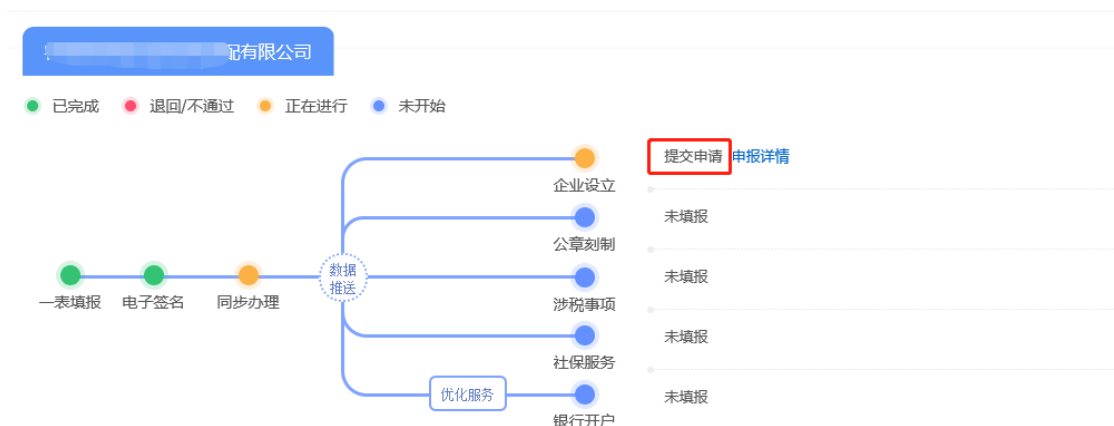 配有限公司
已完成 退回/不通过 正在进行 未开始
提交申请 申报详情
企业设立
未填报
公章刻制
数据
推送
未填报
一表填报 电子签名 同步办理
涉税事项
未填报
社保服务
优化服务
未填报
银行开户